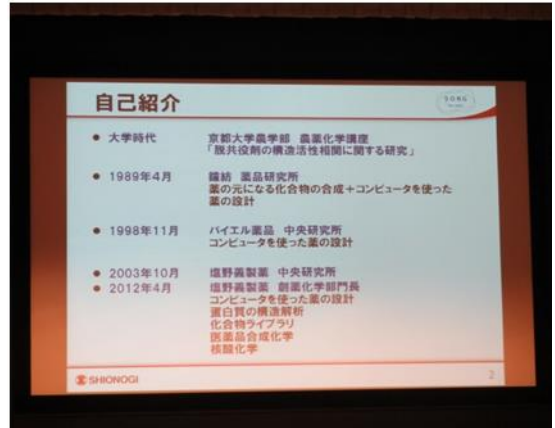 自己紹介
SONG
● 大学時代 京都大学農学部 農薬化学講座
「脱共役剤の構造活性相関に関する研究」
● 1989年4月 鐘紡 薬品研究所
薬の元になる化合物の合成+コンピュータを使った
薬の設計
● 1998年11月 バイエル薬品 中央研究所
コンピュータを使った薬の設計
● 2003年10月 塩野義製薬 中央研究所
● 2012年4月 塩野義製薬 創薬化学部門長
コンピュータを使った薬の設計
蛋白質の構造解析
化合物ライブラリ
医薬品合成化学
核酸化学
SHIONOGI
2